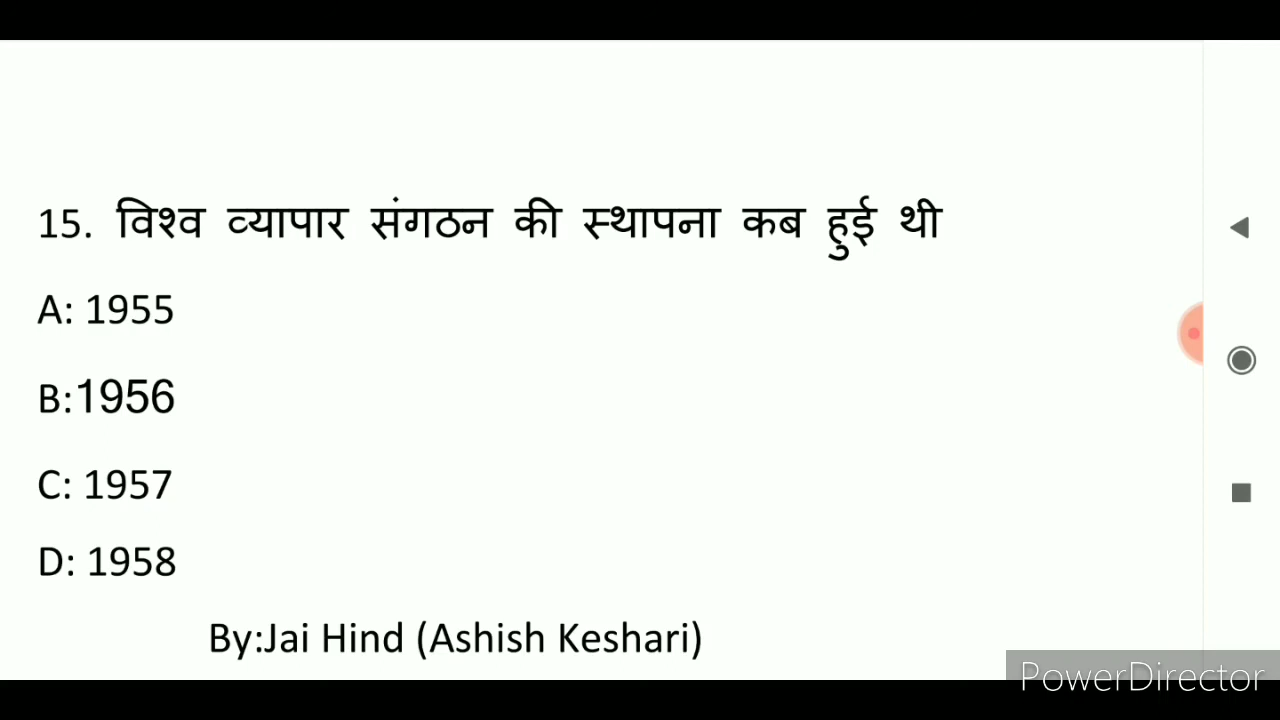 15. विश्व व्यापार संगठन की स्थापना कब हुई थी
A: 1955
B:1956
C: 1957
D: 1958
By:Jai Hind (Ashish Keshari)
PowerDirector